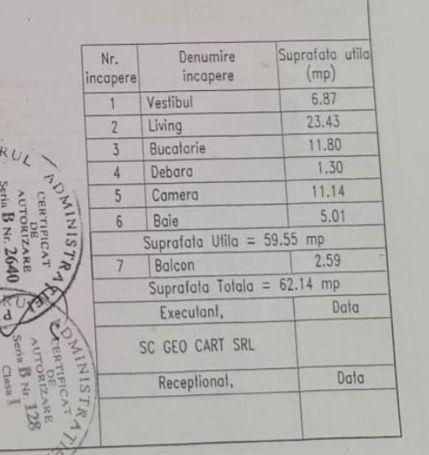 Nr. incapere Denumire incapere Suprafata utila (mp)
1 Vestibul 6.87
2 Living 23.43
3 Bucatarie 11.80
4 Debara 1.30
5 Camera 11.14
6 Baie 5.01
Suprafata Utila = 59.55 mp
7 Balcon 2.59
Suprafata Totala = 62.14 mp
Executant, Data
SC GEO CART SRL
Receptionat, Data
CERTIFICAT
DE
AUTORIZARE
Seria B Nr. 2640
CERTIFICAT
DE
AUTORIZARE
Seria B Nr. 128
Clasa I